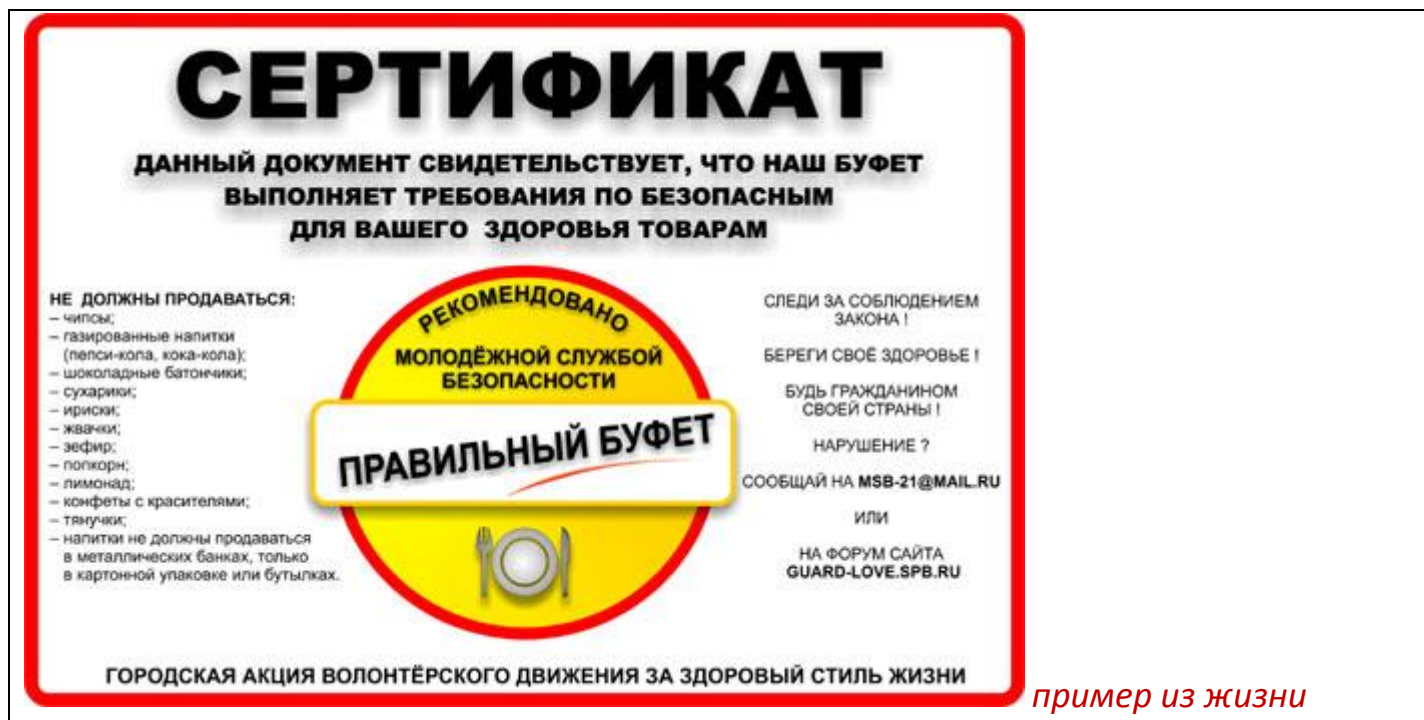 СЕРТИФИКАТ
ДАННЫЙ ДОКУМЕНТ СВИДЕТЕЛЬСТВУЕТ, ЧТО НАШ БУФЕТ
ВЫПОЛНЯЕТ ТРЕБОВАНИЯ ПО БЕЗОПАСНЫМ
ДЛЯ ВАШЕГО ЗДОРОВЬЯ ТОВАРАМ
НЕ ДОЛЖНЫ ПРОДАВАТЬСЯ:
– чипсы;
– газированные напитки
(пепси-кола, кока-кола);
– шоколадные батончики;
– сухарики;
– ириски;
– жвачки;
– зефир;
– попкорн;
– лимонад;
– конфеты с красителями;
– тянучки;
– напитки не должны продаваться
в металлических банках, только
в картонной упаковке или бутылках.
РЕКОМЕНДОВАНО
МОЛОДЁЖНОЙ СЛУЖБОЙ
БЕЗОПАСНОСТИ
ПРАВИЛЬНЫЙ БУФЕТ
СЛЕДИ ЗА СОБЛЮДЕНИЕМ
ЗАКОНА !
БЕРЕГИ СВОЁ ЗДОРОВЬЕ !
БУДЬ ГРАЖДАНИНОМ
СВОЕЙ СТРАНЫ !
НАРУШЕНИЕ ?
СООБЩАЙ НА MSB-21@MAIL.RU
ИЛИ
НА ФОРУМ САЙТА
GUARD-LOVE.SPB.RU
ГОРОДСКАЯ АКЦИЯ ВОЛОНТЁРСКОГО ДВИЖЕНИЯ ЗА ЗДОРОВЫЙ СТИЛЬ ЖИЗНИ
пример из жизни